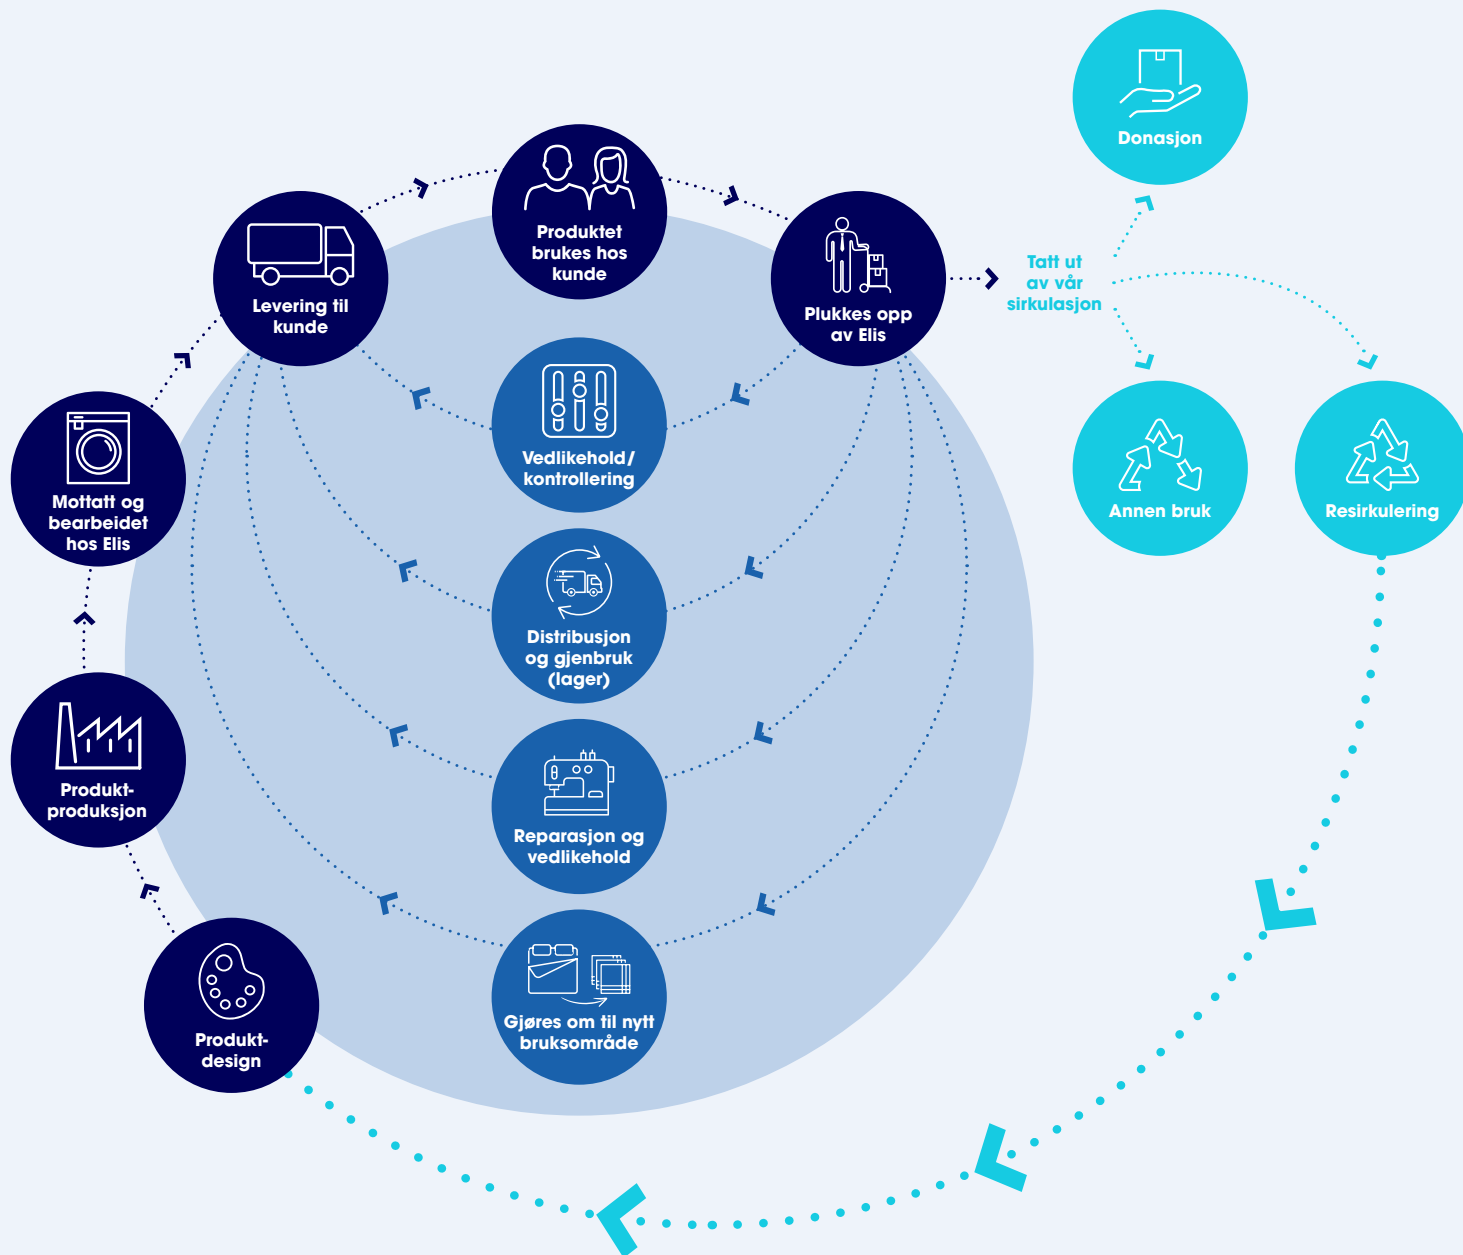 Donasjon
Produktet
brukes hos
kunde
Levering til
kunde
Plukkes opp
av Elis
Tatt ut
av vår
sirkulasjon
Vedlikehold/
kontrollering
Mottatt og
bearbeidet
hos Elis
Annen bruk
Resirkulering
Distribusjon
og gjenbruk
(lager)
Produkt-
produksjon
Reparasjon og
vedlikehold
Gjøres om til nytt
bruksområde
Produkt-
design